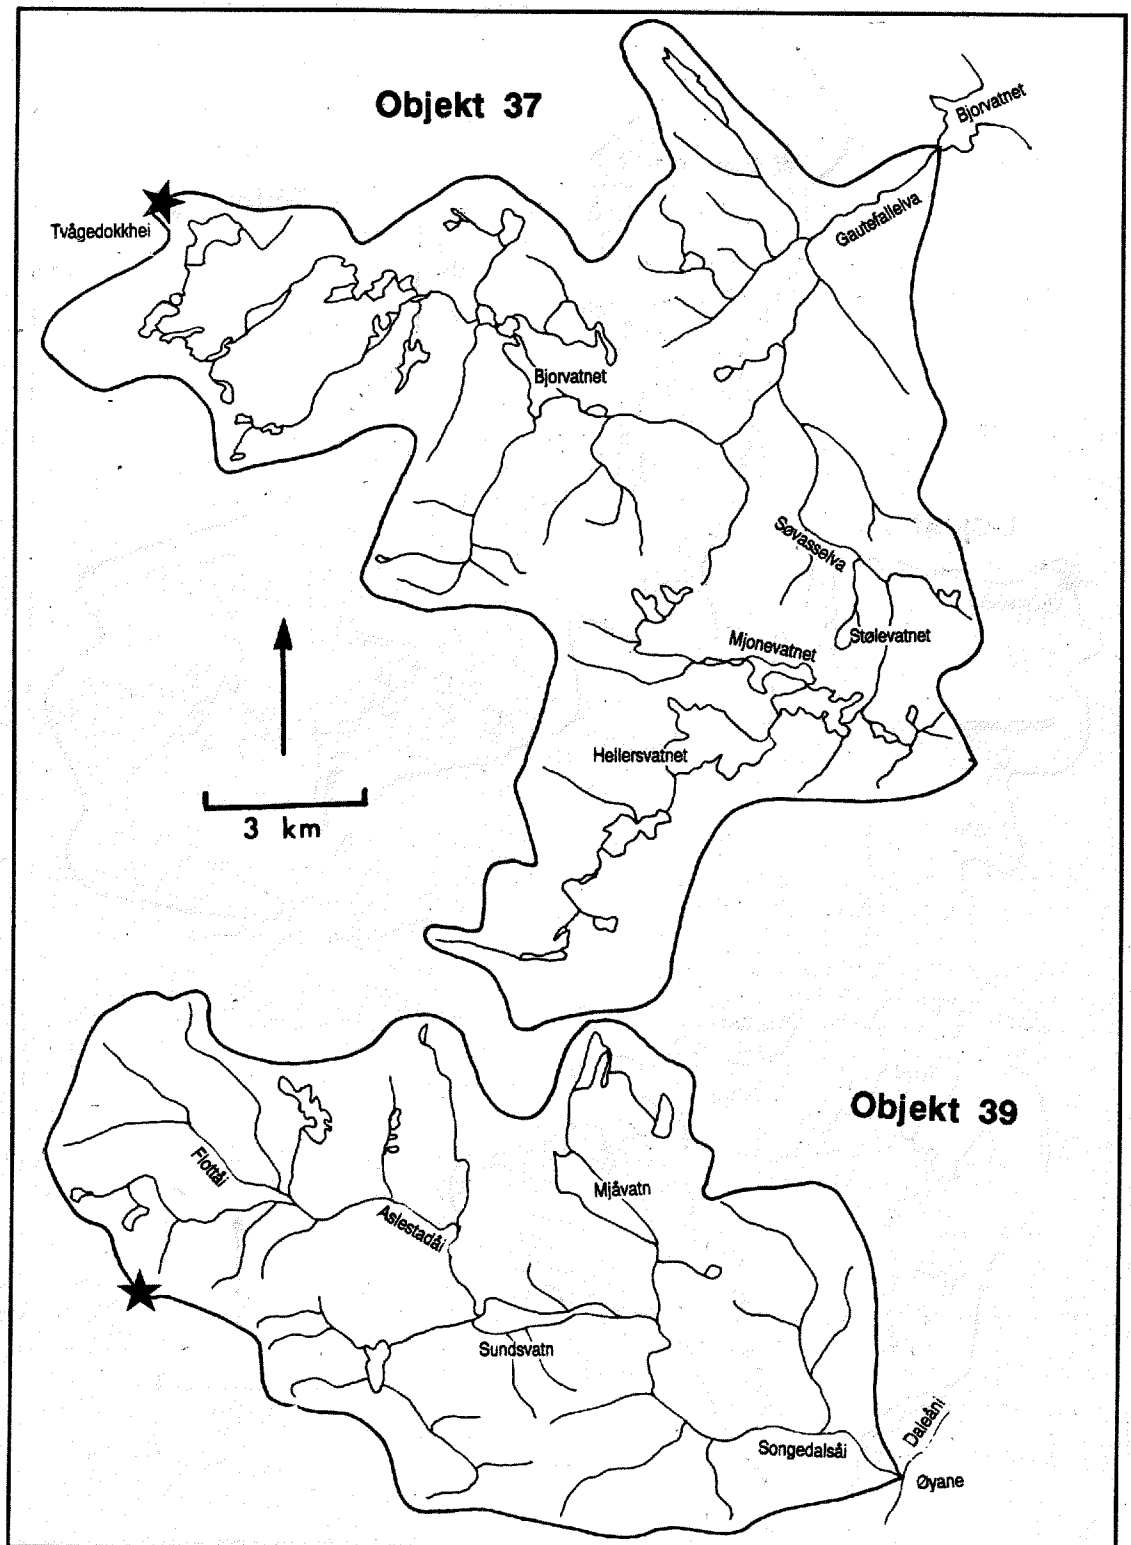 Objekt 37
Bjorvatnet
Gautefallelva
Tvågedokkhei
Bjorvatnet
Søvasselva
Stølevatnet
Mjonevatnet
Heilersvatnet
3 km
Objekt 39
Flottåi
Mjåvatn
Aslestadåi
Sundsvatn
Daleåni
Songedalsåi
Øyane